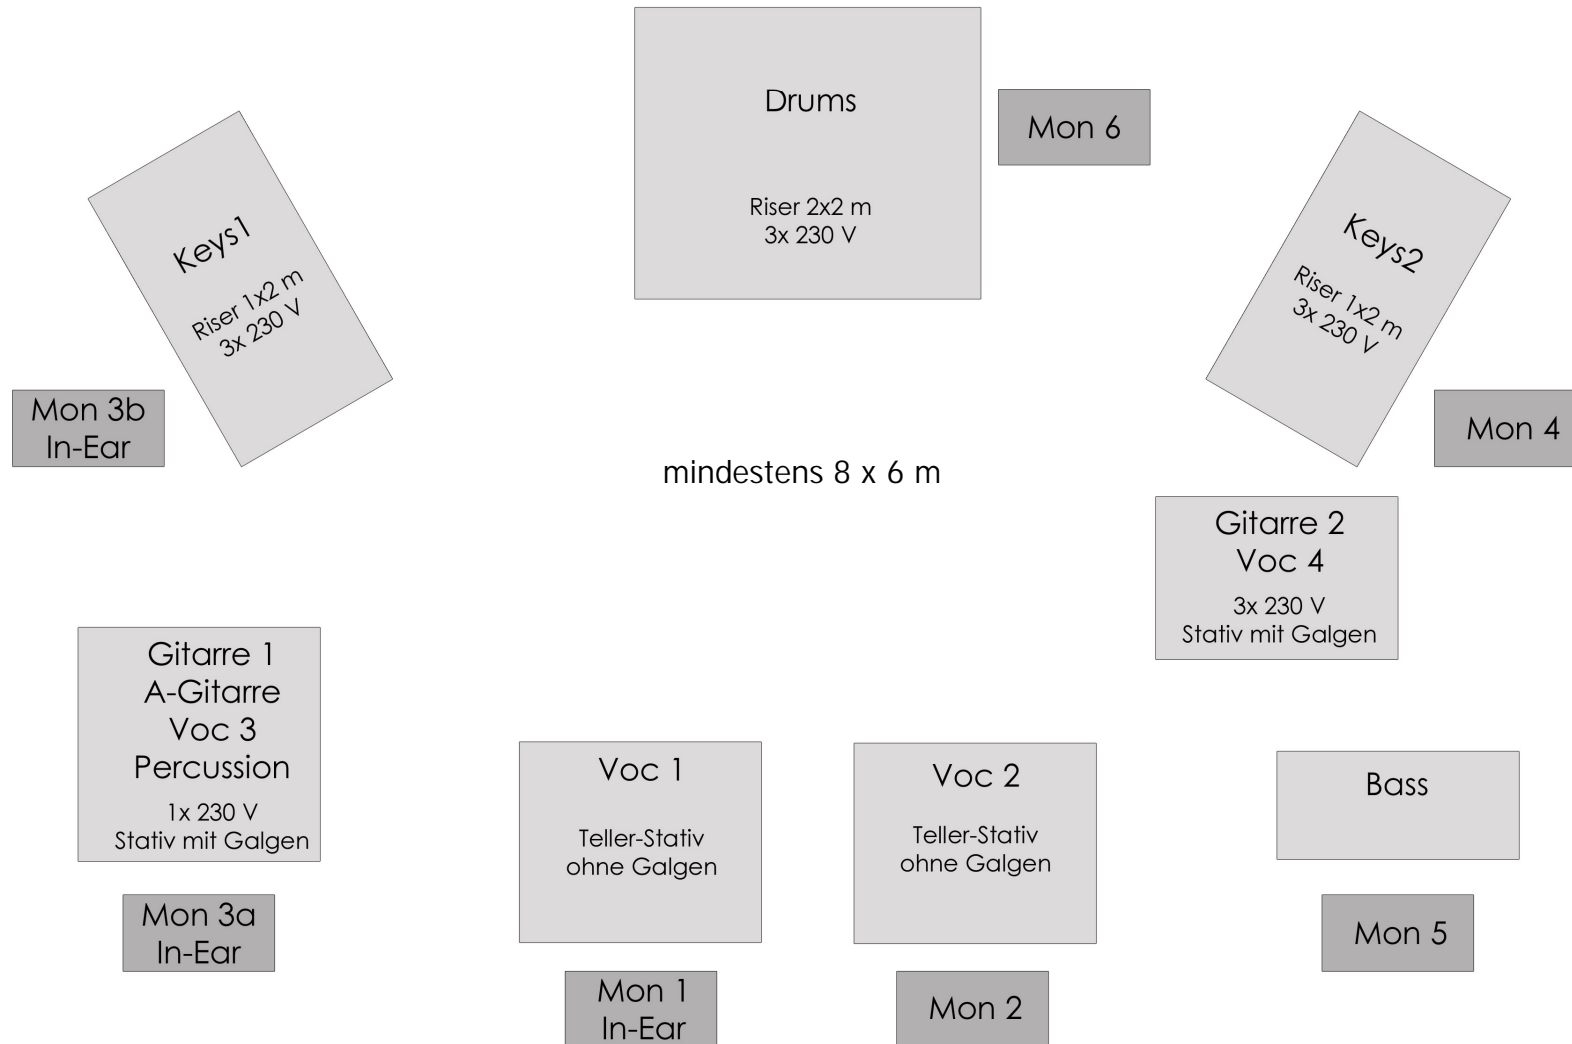 Drums
Riser 2x2 m
3x 230 V
Mon 6
Keys1
Riser 1x2 m
3x 230 V
Keys2
Riser 1x2 m
3x 230 V
Mon 3b
In-Ear
Mon 4
mindestens 8 x 6 m
Gitarre 2
Voc 4
3x 230 V
Stativ mit Galgen
Gitarre 1
A-Gitarre
Voc 3
Percussion
1x 230 V
Stativ mit Galgen
Voc 1
Teller-Stativ
ohne Galgen
Voc 2
Teller-Stativ
ohne Galgen
Bass
Mon 3a
In-Ear
Mon 1
In-Ear
Mon 2
Mon 5